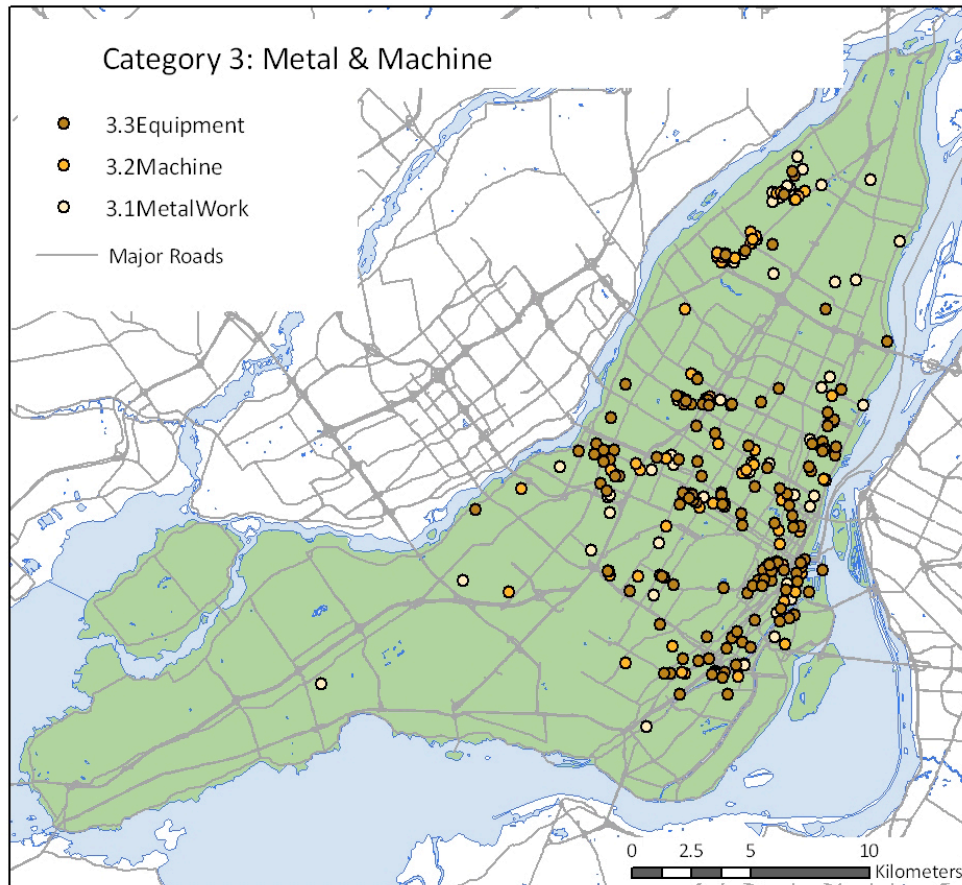 Category 3: Metal & Machine
3.3Equipment
3.2Machine
3.1MetalWork
Major Roads
0 2.5 5 10
Kilometers